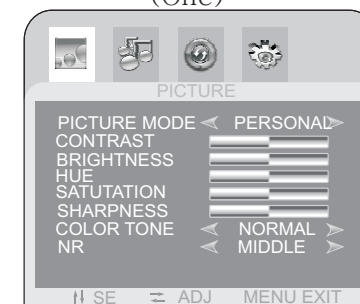 (One)
PICTURE
PICTURE MODE PERSONAL
CONTRAST
BRIGHTNESS
HUE
SATUTATION
SHARPNESS
COLOR TONE NORMAL
NR MIDDLE
SE ADJ MENU EXIT